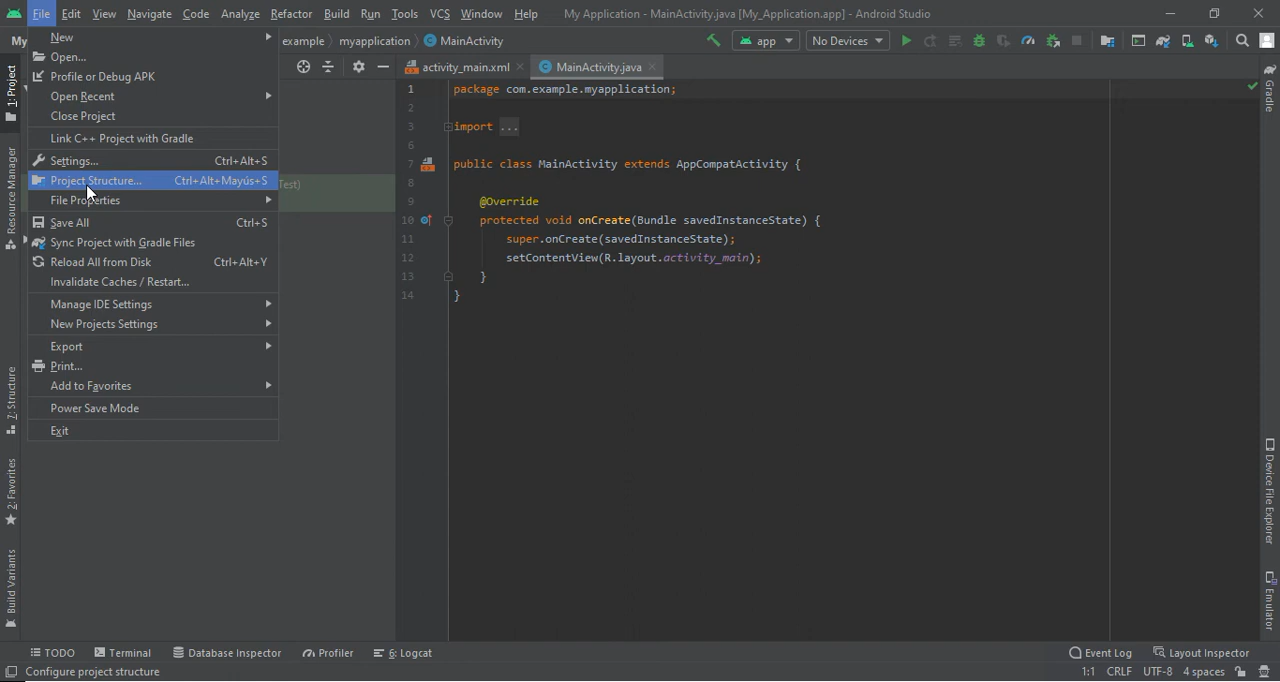 File Edit View Navigate Code Analyze Refactor Build Run Tools VCS Window Help My Application - MainActivity.java [My_Application.app] - Android Studio
My example myapplication MainActivity app No Devices
New
Open...
Profile or Debug APK
Open Recent
Close Project
Link C++ Project with Gradle
Settings... Ctrl+Alt+S
Project Structure... Ctrl+Alt+Mayús+S
File Properties
Save All Ctrl+S
Sync Project with Gradle Files
Reload All from Disk Ctrl+Alt+Y
Invalidate Caches / Restart...
Manage IDE Settings
New Projects Settings
Export
Print...
Add to Favorites
Power Save Mode
Exit
Test)
1: Project
Resource Manager
7: Structure
2: Favorites
Build Variants
activity_main.xml MainActivity.java
1 package com.example.myapplication;
2
3 import ...
6
7 public class MainActivity extends AppCompatActivity {
8
9 @Override
10 protected void onCreate(Bundle savedInstanceState) {
11 super.onCreate(savedInstanceState);
12 setContentView(R.layout.activity_main);
13 }
14 }
Gradle
Device File Explorer
Emulator
TODO Terminal Database Inspector Profiler 6: Logcat Event Log Layout Inspector
Configure project structure 1:1 CRLF UTF-8 4 spaces